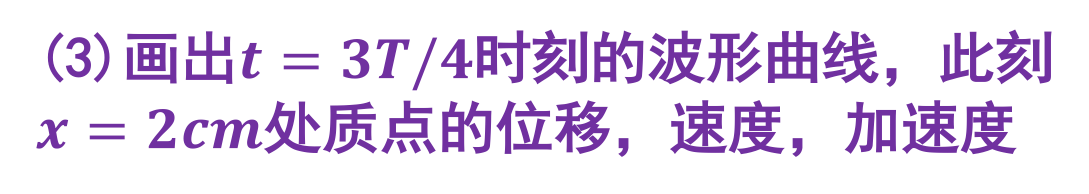 (3)画出t = 3T/4时刻的波形曲线，此刻
x = 2cm处质点的位移，速度，加速度